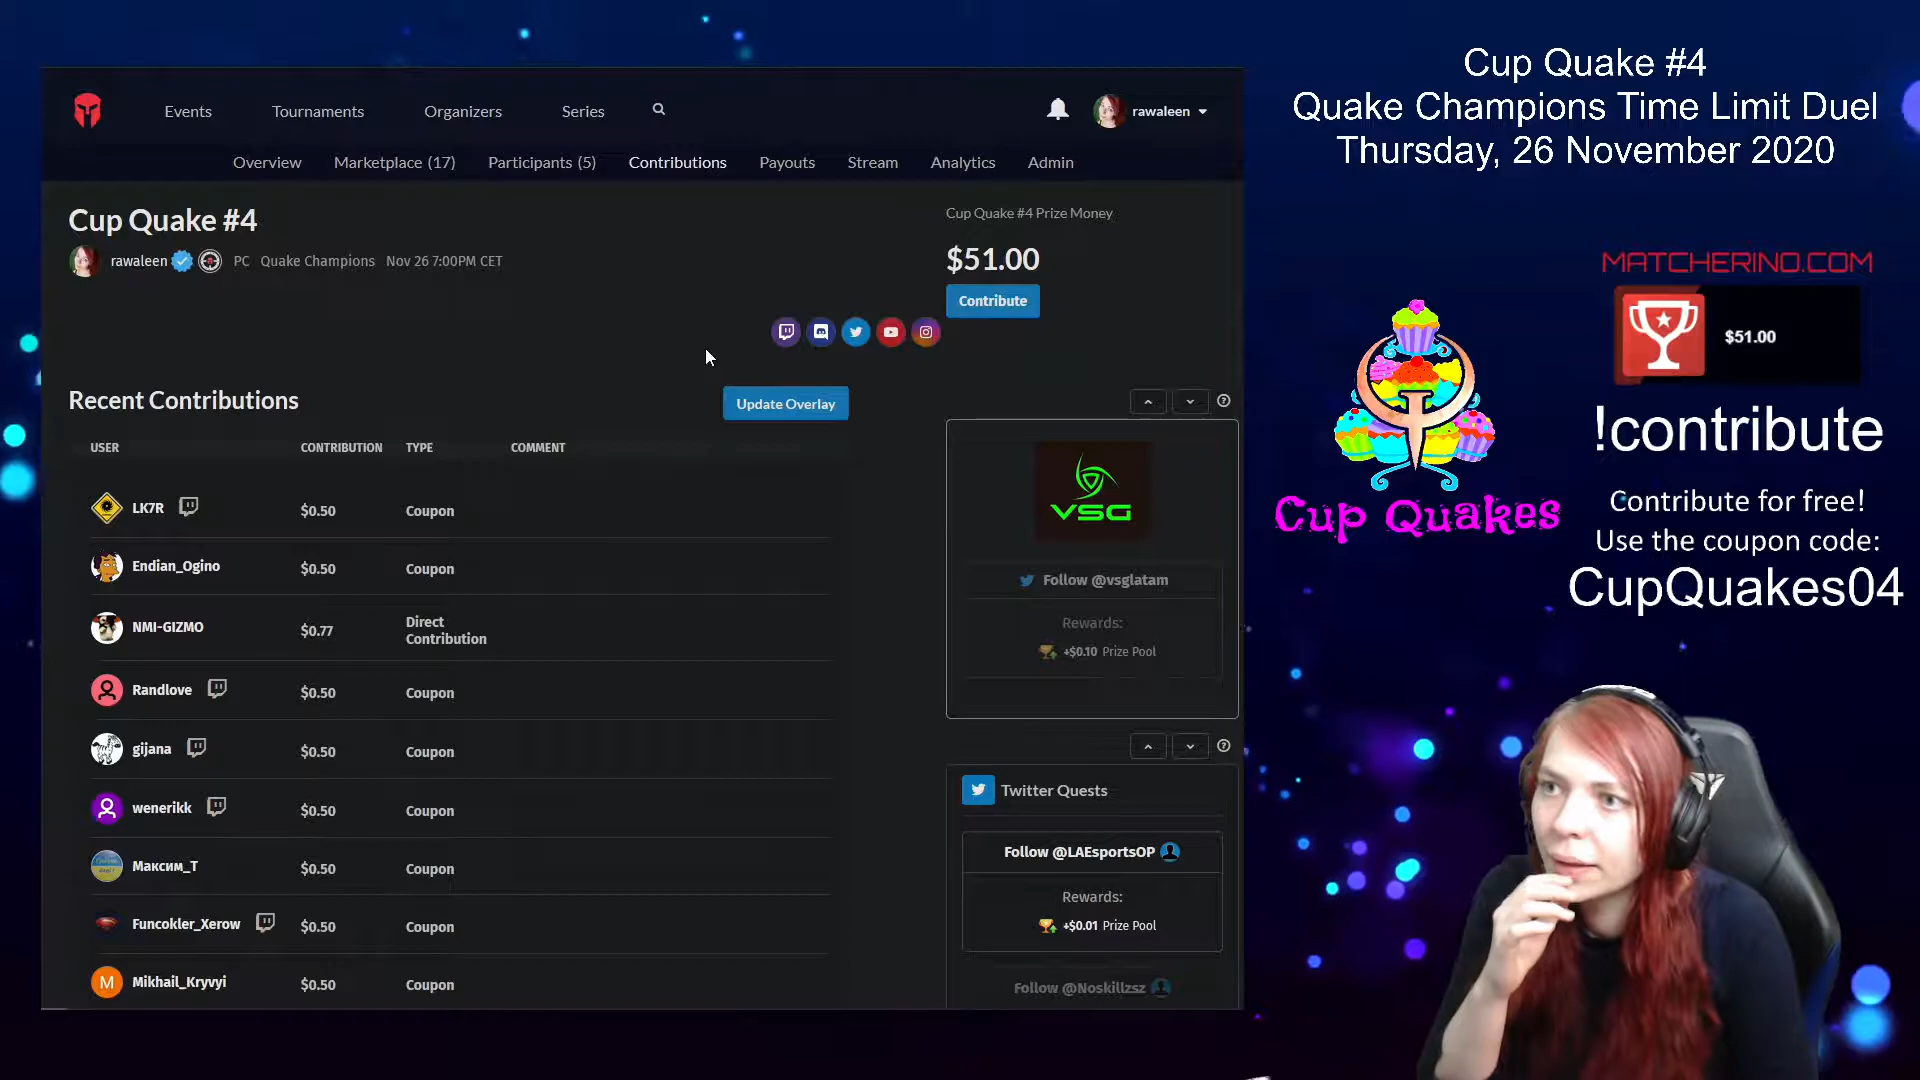 Events Tournaments Organizers Series rawaleen
Overview Marketplace (17) Participants (5) Contributions Payouts Stream Analytics Admin
Cup Quake #4
rawaleen PC Quake Champions Nov 26 7:00PM CET
Cup Quake #4 Prize Money
$51.00
Contribute
Recent Contributions
Update Overlay
USER CONTRIBUTION TYPE COMMENT
LK7R $0.50 Coupon
Endian_Ogino $0.50 Coupon
NMI-GIZMO $0.77 Direct
Contribution
Randlove $0.50 Coupon
gijana $0.50 Coupon
wenerikk $0.50 Coupon
Максим_Т $0.50 Coupon
Funcokler_Xerow $0.50 Coupon
M Mikhail_Kryvyi $0.50 Coupon
VSG
Follow @vsglatam
Rewards:
+$0.10 Prize Pool
Twitter Quests
Follow @LAEsportsOP
Rewards:
+$0.01 Prize Pool
Follow @Noskillzsz
Cup Quake #4
Quake Champions Time Limit Duel
Thursday, 26 November 2020
Cup Quakes
MATCHERINO.COM
$51.00
!contribute
Contribute for free!
Use the coupon code:
CupQuakes04